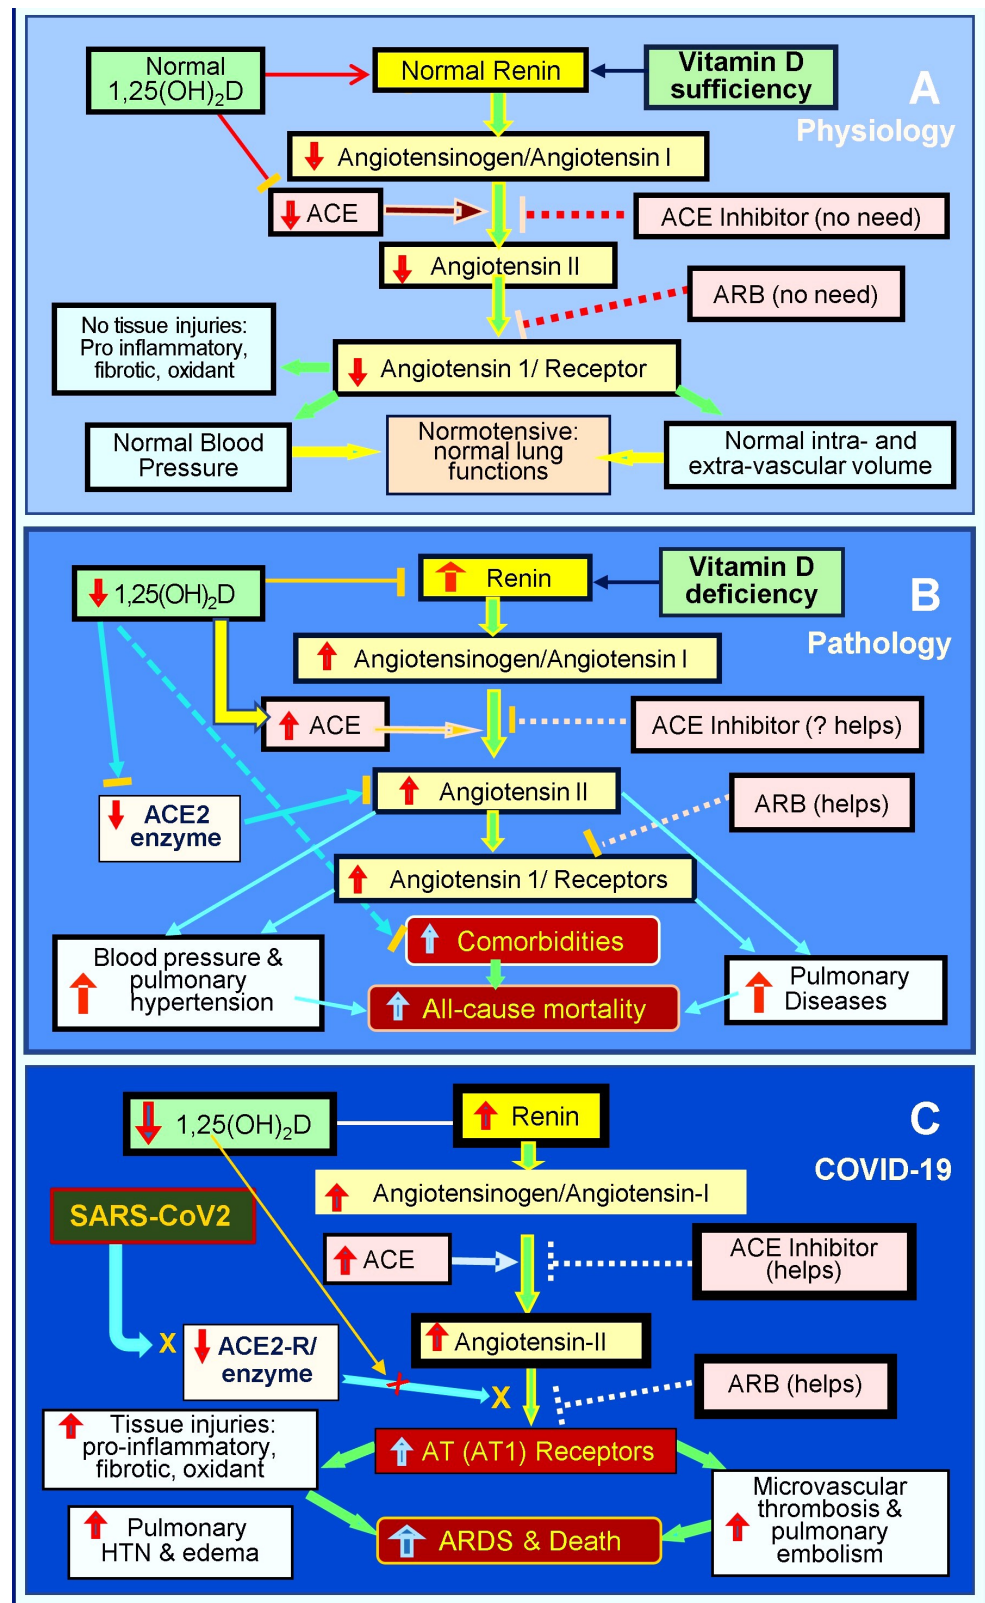 Normal
1,25(OH)₂D
Normal Renin
Vitamin D
sufficiency
A
Physiology
Angiotensinogen/Angiotensin I
ACE
ACE Inhibitor (no need)
Angiotensin II
ARB (no need)
No tissue injuries:
Pro inflammatory,
fibrotic, oxidant
Angiotensin 1/ Receptor
Normal Blood
Pressure
Normotensive:
normal lung
functions
Normal intra- and
extra-vascular volume
1,25(OH)₂D
Renin
Vitamin D
deficiency
B
Pathology
Angiotensinogen/Angiotensin I
ACE
ACE Inhibitor (? helps)
ACE2
enzyme
Angiotensin II
ARB (helps)
Angiotensin 1/ Receptors
Comorbidities
Blood pressure &
pulmonary
hypertension
All-cause mortality
Pulmonary
Diseases
1,25(OH)₂D
Renin
C
COVID-19
Angiotensinogen/Angiotensin-I
SARS-CoV2
ACE
ACE Inhibitor
(helps)
X
ACE2-R/
enzyme
Angiotensin-II
X
X
ARB (helps)
Tissue injuries:
pro-inflammatory,
fibrotic, oxidant
AT (AT1) Receptors
Microvascular
thrombosis &
pulmonary
embolism
Pulmonary
HTN & edema
ARDS & Death